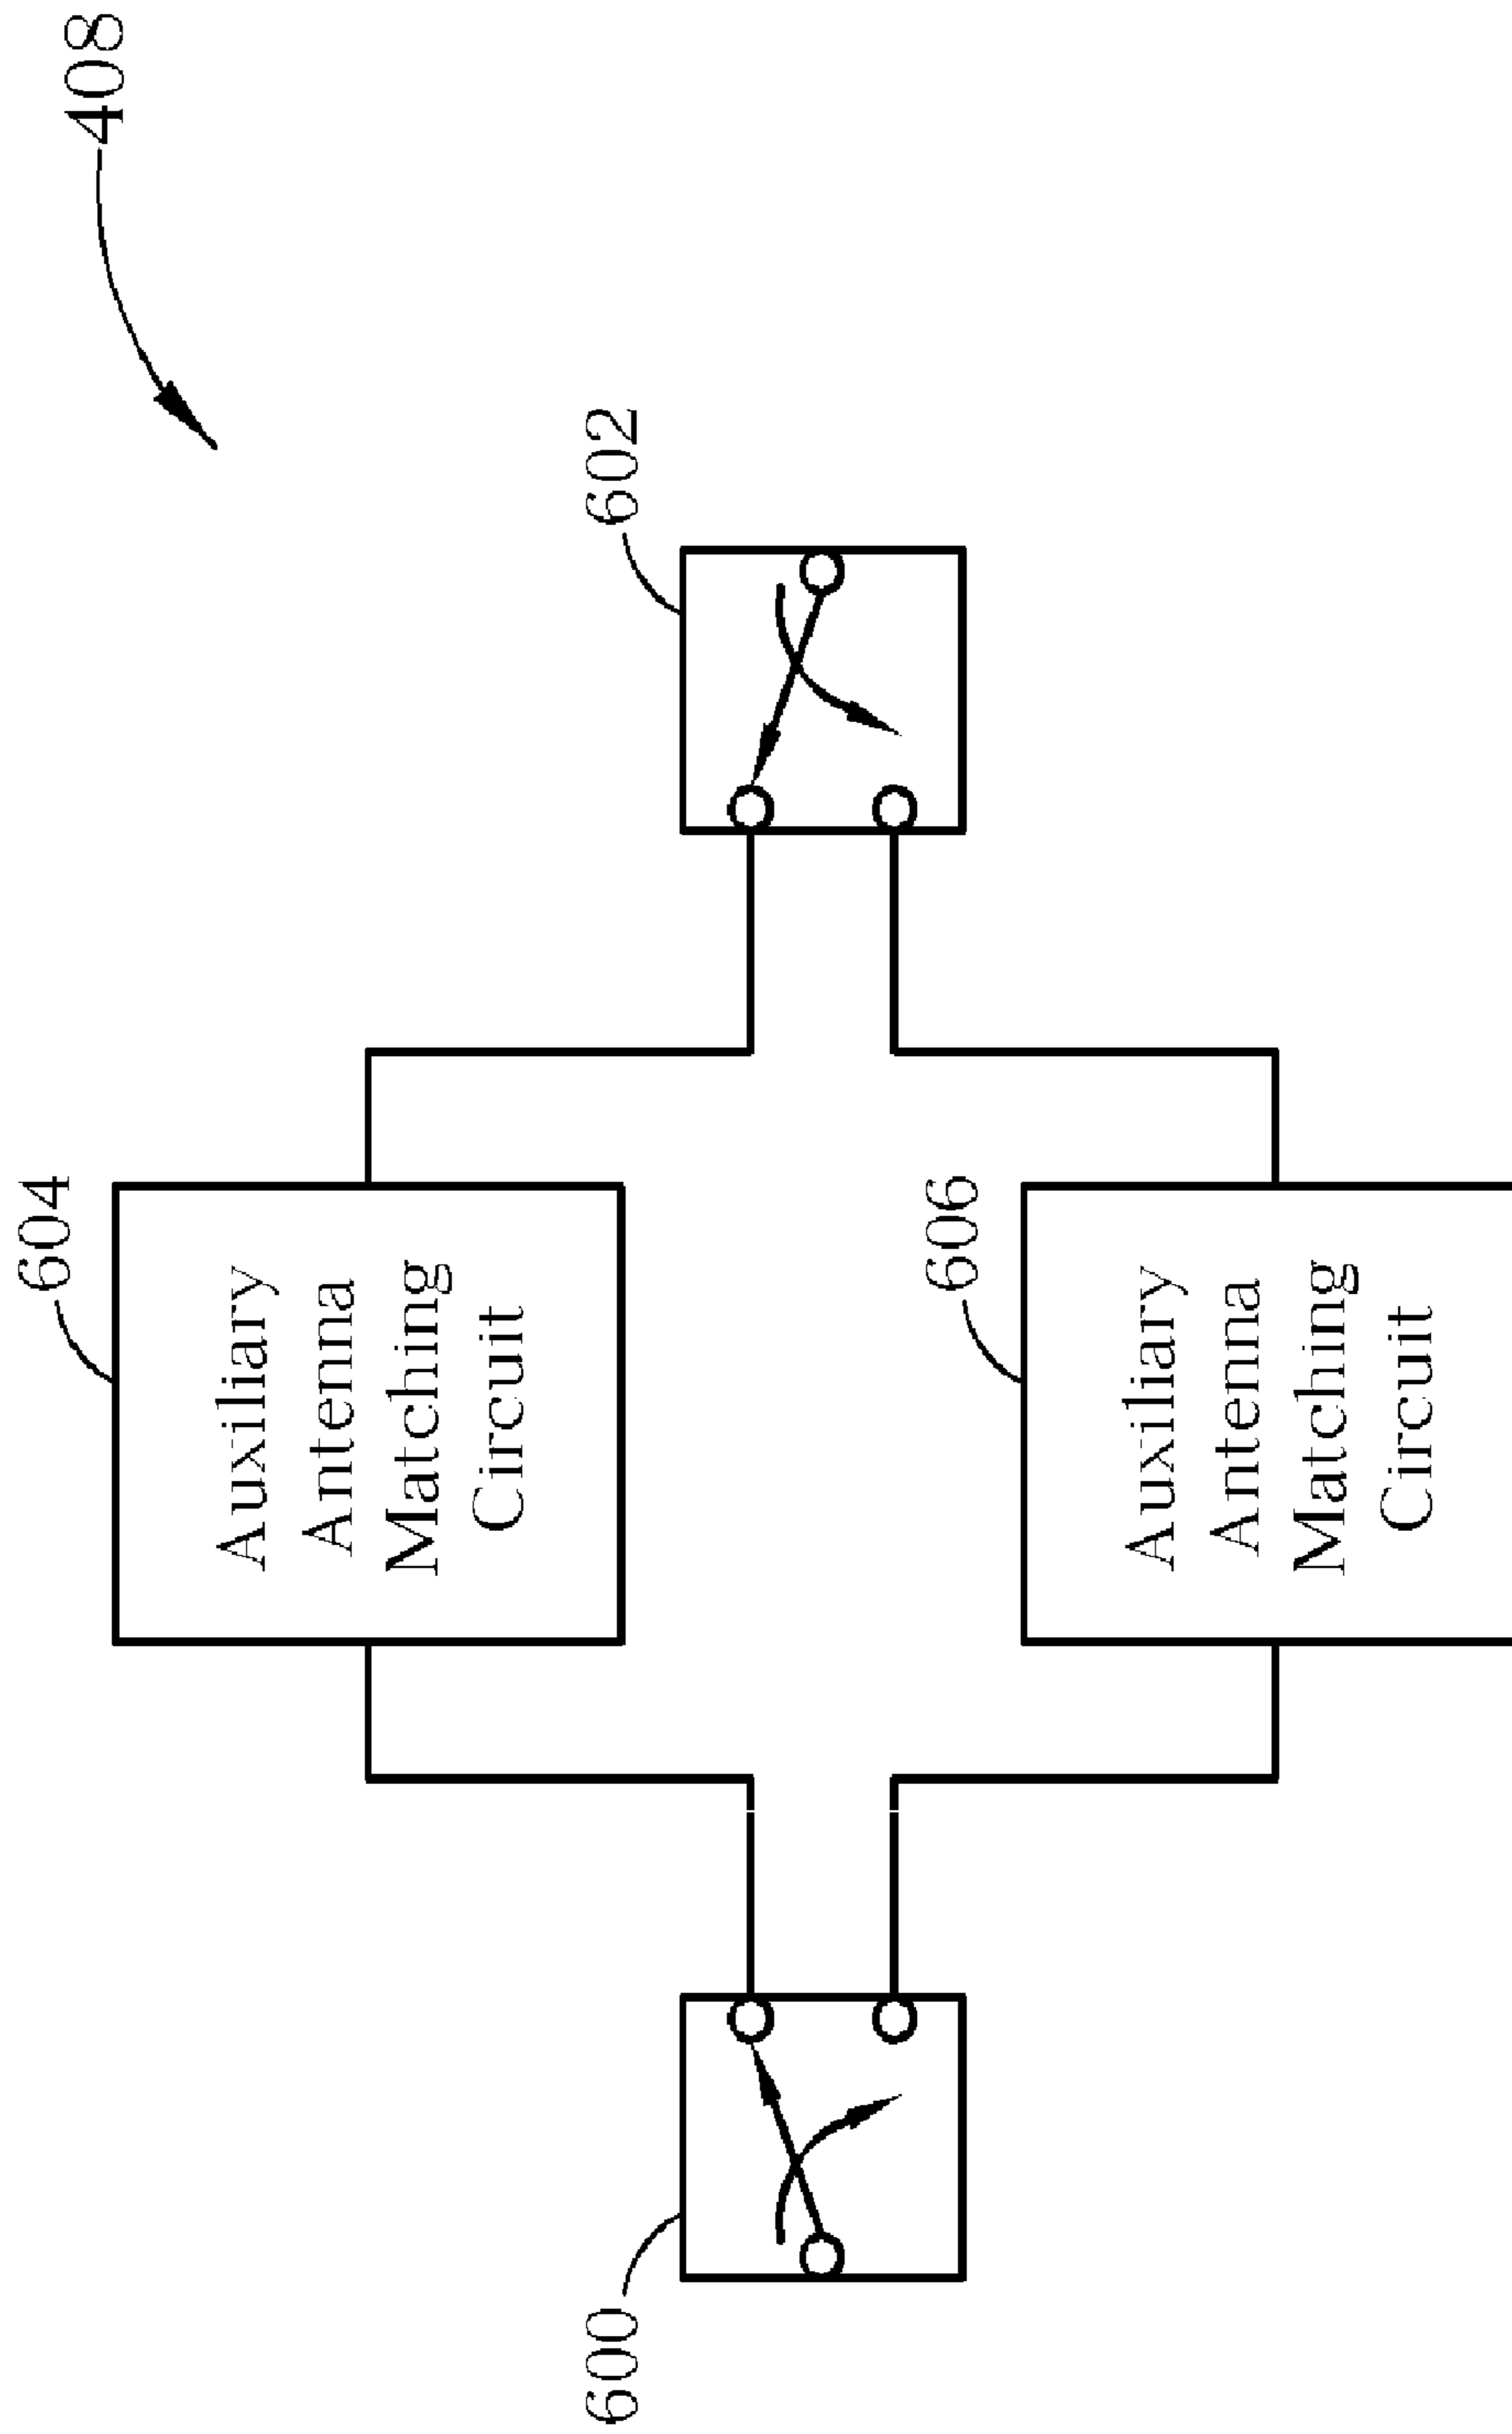 408
604
Auxiliary
Antenna
Matching
Circuit
600
602
606
Auxiliary
Antenna
Matching
Circuit